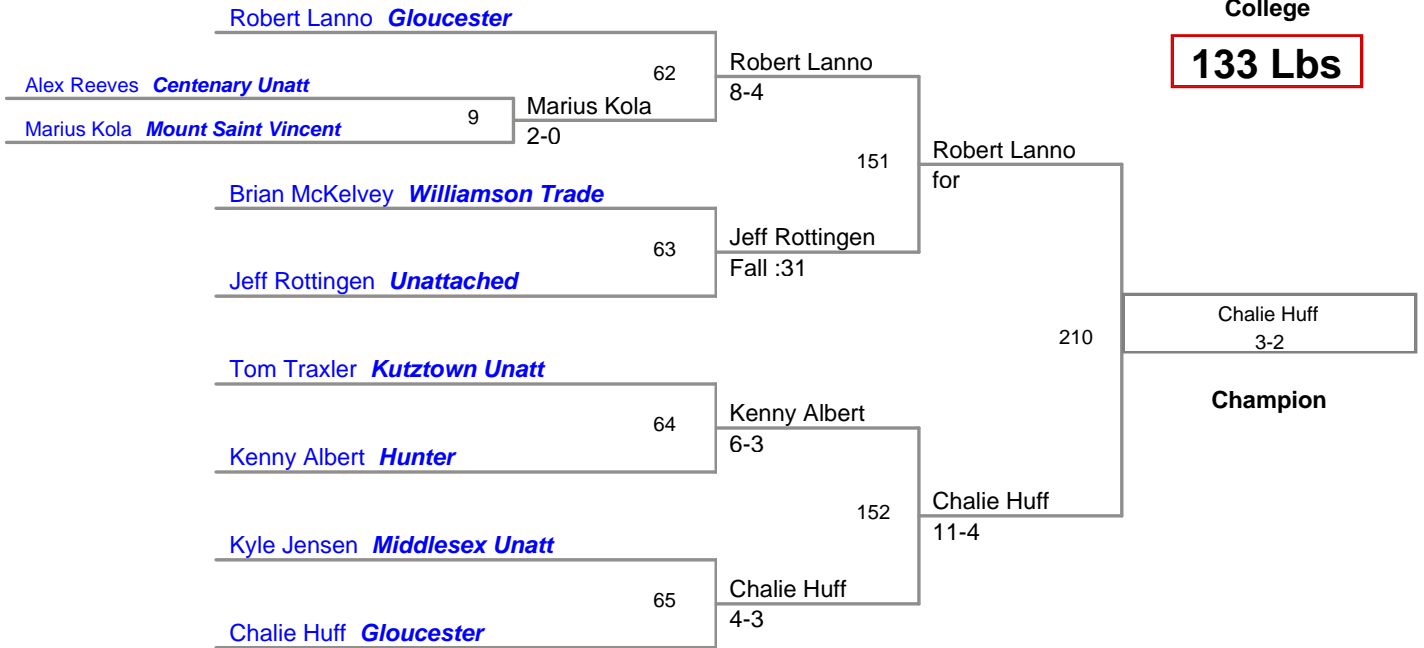 College
133 Lbs
Robert Lanno Gloucester
62
Robert Lanno
8-4
Alex Reeves Centenary Unatt
9
Marius Kola
2-0
Marius Kola Mount Saint Vincent
151
Robert Lanno
for
Brian McKelvey Williamson Trade
63
Jeff Rottingen
Fall :31
Jeff Rottingen Unattached
210
Chalie Huff
3-2
Champion
Tom Traxler Kutztown Unatt
64
Kenny Albert
6-3
Kenny Albert Hunter
152
Chalie Huff
11-4
Kyle Jensen Middlesex Unatt
65
Chalie Huff
4-3
Chalie Huff Gloucester